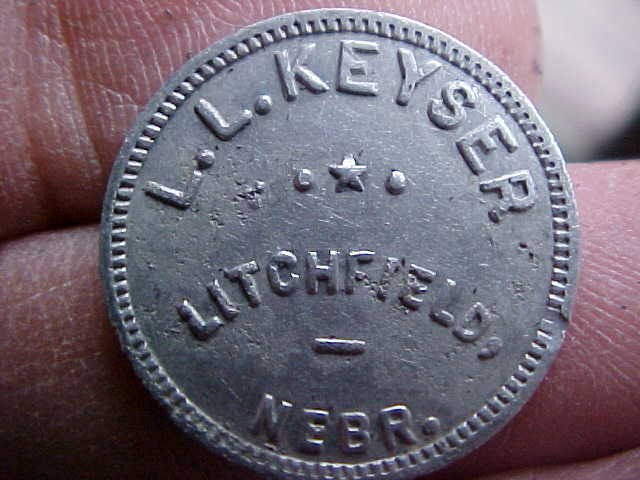 L. L. KEYSER
LITCHFIELD,
NEBR.